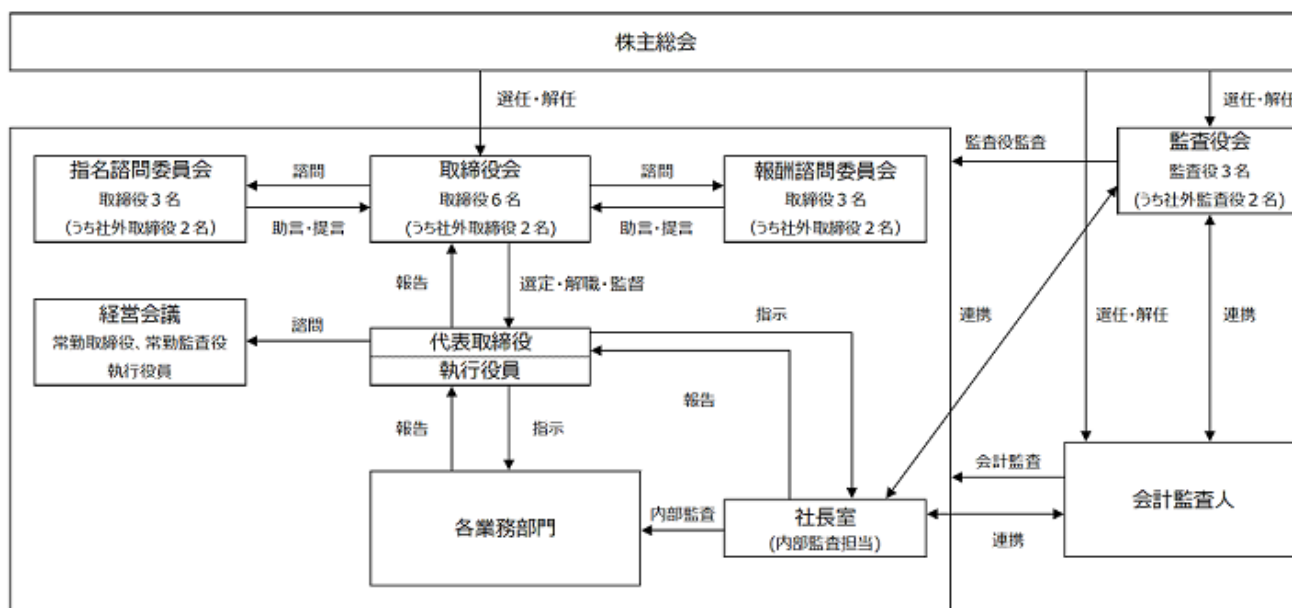 株主総会
選任・解任
選任・解任
指名諮問委員会
取締役３名
(うち社外取締役２名)
諮問
助言・提言
取締役会
取締役６名
(うち社外取締役２名)
諮問
助言・提言
報酬諮問委員会
取締役３名
(うち社外取締役２名)
監査役監査
監査役会
監査役３名
(うち社外監査役２名)
報告
選定・解職・監督
経営会議
常勤取締役、常勤監査役
執行役員
諮問
代表取締役
執行役員
指示
連携
選任・解任
連携
報告
報告
指示
各業務部門
内部監査
社長室
(内部監査担当)
会計監査
連携
会計監査人